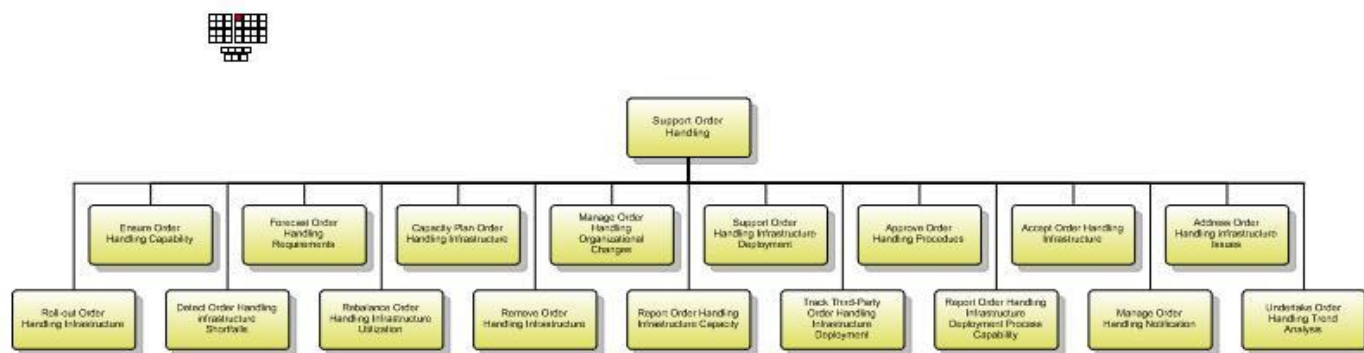 Support Order
Handling
Ensure Order
Handling Capability
Forecast Order
Handling
Requirements
Capacity Plan Order
Handling Infrastructure
Manage Order
Handling
Organizational
Changes
Support Order
Handling Infrastructure
Deployment
Approve Order
Handling Procedures
Accept Order Handling
Infrastructure
Address Order
Handling infrastructure
Issues
Roll-out Order
Handling Infrastructure
Detect Order Handling
infrastructure
Shortfalls
Rebalance Order
Handling Infrastructure
Utilization
Remove Order
Handling Infrastructure
Report Order Handling
Infrastructure Capacity
Track Third-Party
Order Handling
Infrastructure
Deployment
Report Order Handling
Infrastructure
Deployment Process
Capability
Manage Order
Handling Notification
Undertake Order
Handling Trend
Analysis